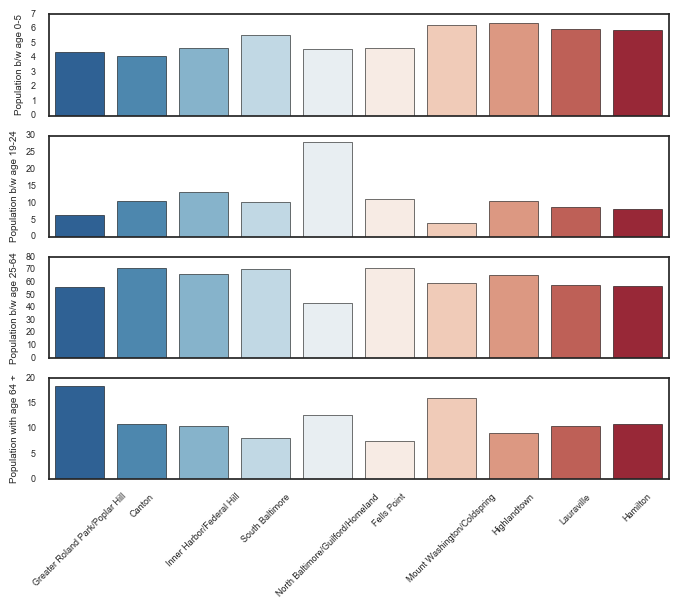 Population b/w age 0-5
7
6
5
4
3
2
1
0
Population b/w age 19-24
30
25
20
15
10
5
0
Population b/w age 25-64
80
70
60
50
40
30
20
10
0
Population with age 64 +
20
15
10
5
0
Greater Roland Park/Poplar Hill
Canton
Inner Harbor/Federal Hill
South Baltimore
North Baltimore/Guilford/Homeland
Fells Point
Mount Washington/Coldspring
Highlandtown
Lauraville
Hamilton